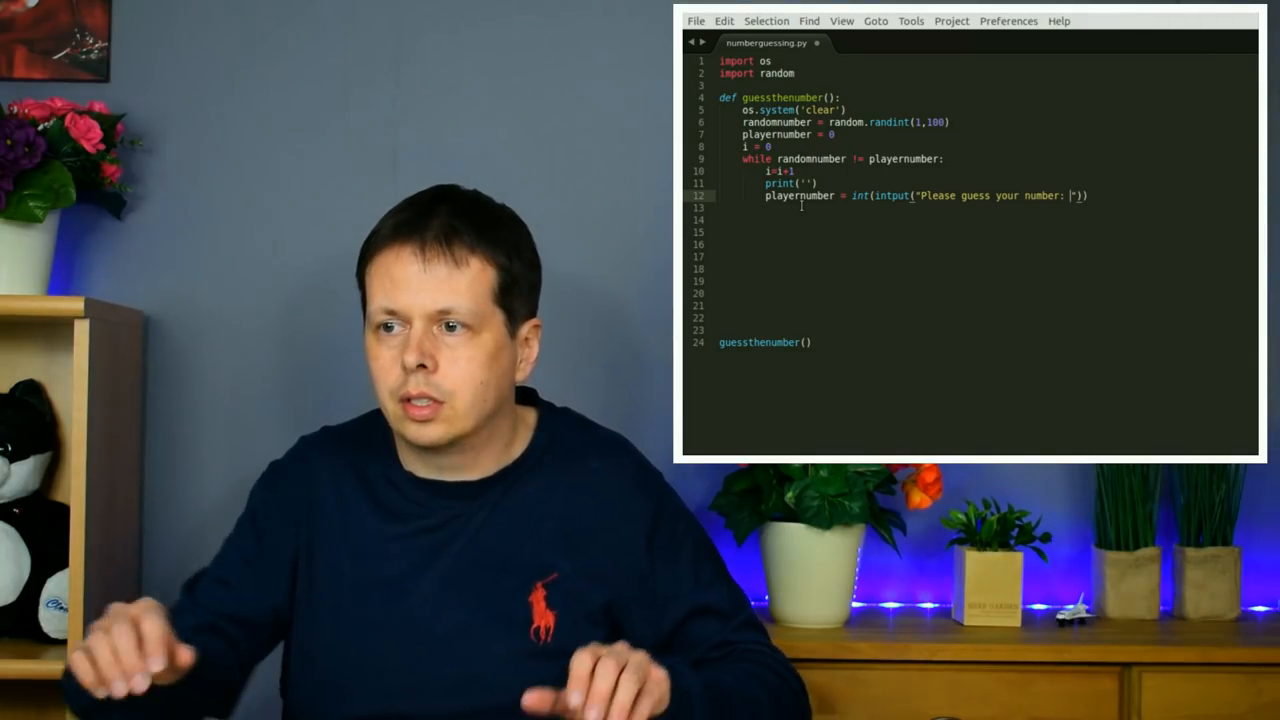 File Edit Selection Find View Goto Tools Project Preferences Help
numberguessing.py
1 import os
2 import random
3
4 def guessthenumber():
5 os.system('clear')
6 randomnumber = random.randint(1,100)
7 playernumber = 0
8 i = 0
9 while randomnumber != playernumber:
10 i=i+1
11 print('')
12 playernumber = int(intput("Please guess your number: "))
13
14
15
16
17
18
19
20
21
22
23
24 guessthenumber()
HERB GARDEN